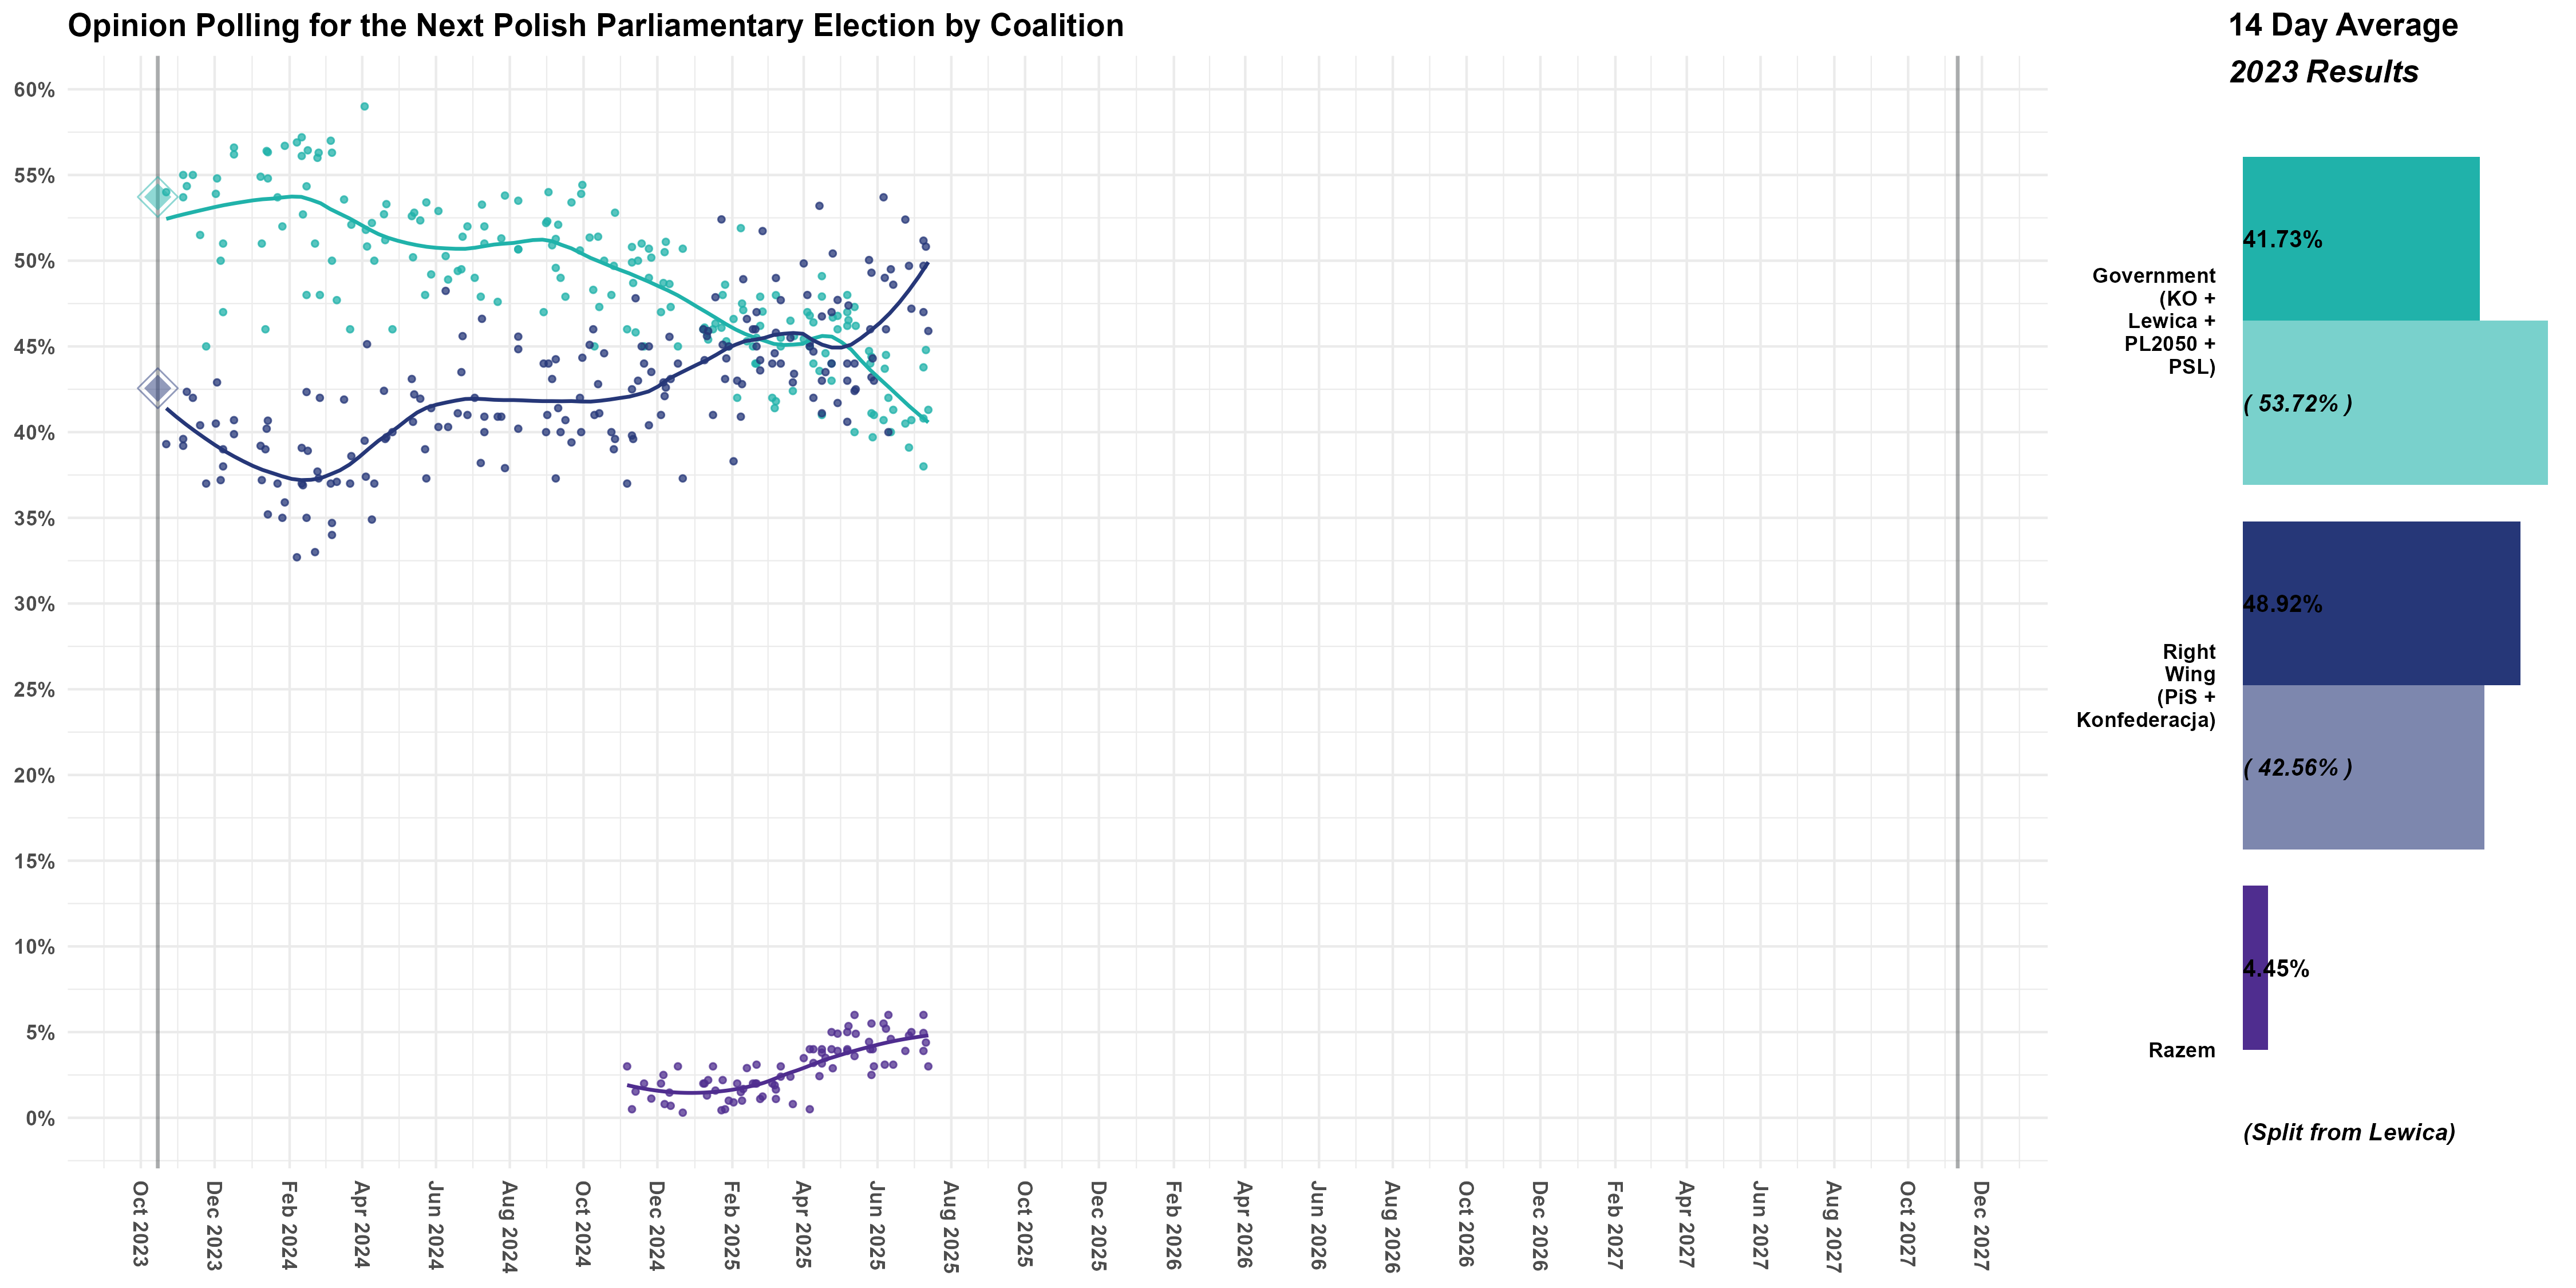 Opinion Polling for the Next Polish Parliamentary Election by Coalition
14 Day Average
2023 Results
60%
55%
50%
45%
40%
35%
30%
25%
20%
15%
10%
5%
0%
Oct 2023
Dec 2023
Feb 2024
Apr 2024
Jun 2024
Aug 2024
Oct 2024
Dec 2024
Feb 2025
Apr 2025
Jun 2025
Aug 2025
Oct 2025
Dec 2025
Feb 2026
Apr 2026
Jun 2026
Aug 2026
Oct 2026
Dec 2026
Feb 2027
Apr 2027
Jun 2027
Aug 2027
Oct 2027
Dec 2027
Government
(KO +
Lewica +
PL2050 +
PSL)
41.73%
( 53.72% )
Right
Wing
(PiS +
Konfederacja)
48.92%
( 42.56% )
Razem
4.45%
(Split from Lewica)